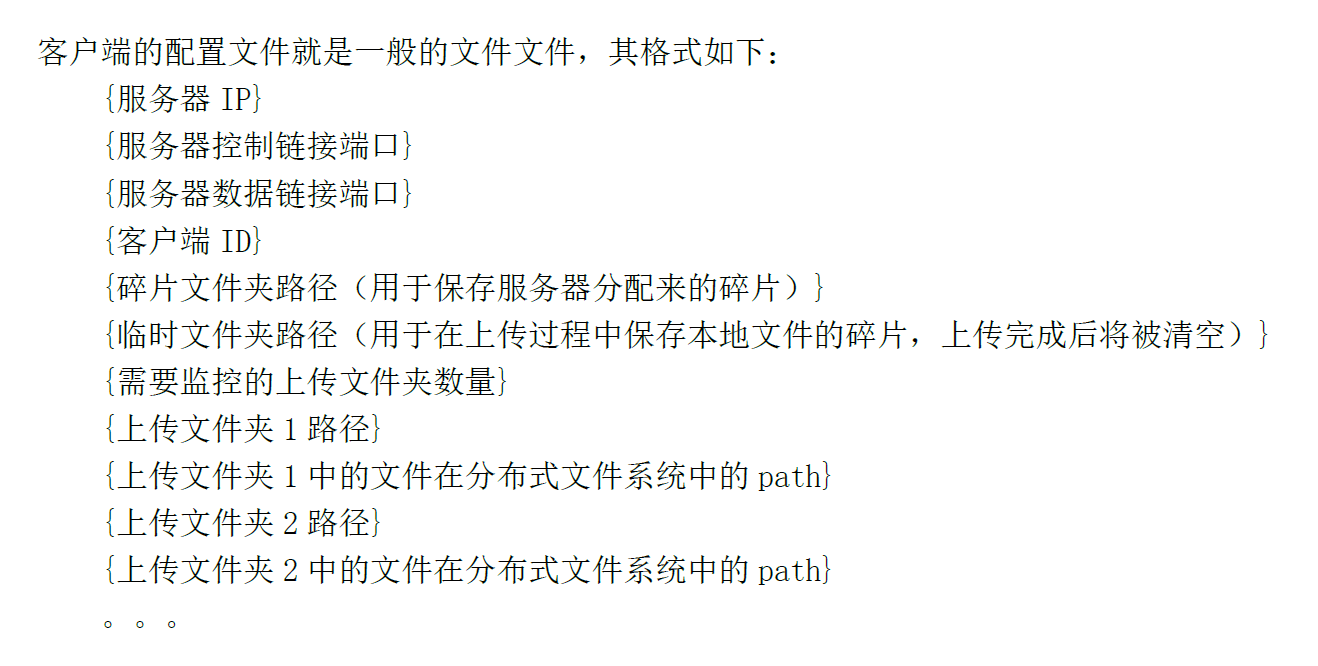 客户端的配置文件就是一般的文件文件，其格式如下：
{服务器 IP}
{服务器控制链接端口}
{服务器数据链接端口}
{客户端 ID}
{碎片文件夹路径（用于保存服务器分配来的碎片）}
{临时文件夹路径（用于在上传过程中保存本地文件的碎片，上传完成后将被清空）}
{需要监控的上传文件夹数量}
{上传文件夹 1 路径}
{上传文件夹 1 中的文件在分布式文件系统中的 path}
{上传文件夹 2 路径}
{上传文件夹 2 中的文件在分布式文件系统中的 path}
。。。